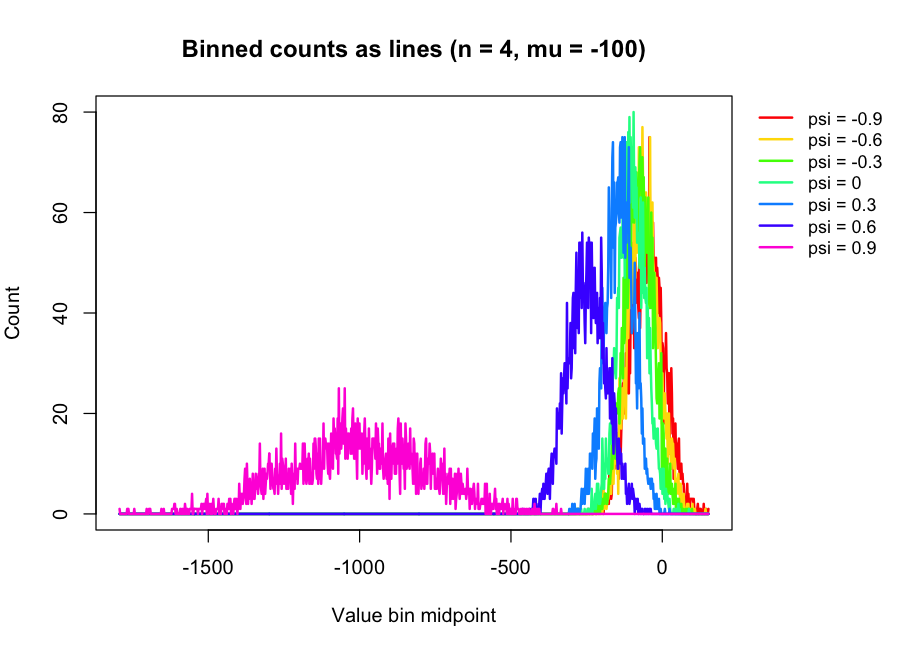 Binned counts as lines (n = 4, mu = -100)
80
60
40
20
0
Count
-1500
-1000
-500
0
Value bin midpoint
psi = -0.9
psi = -0.6
psi = -0.3
psi = 0
psi = 0.3
psi = 0.6
psi = 0.9